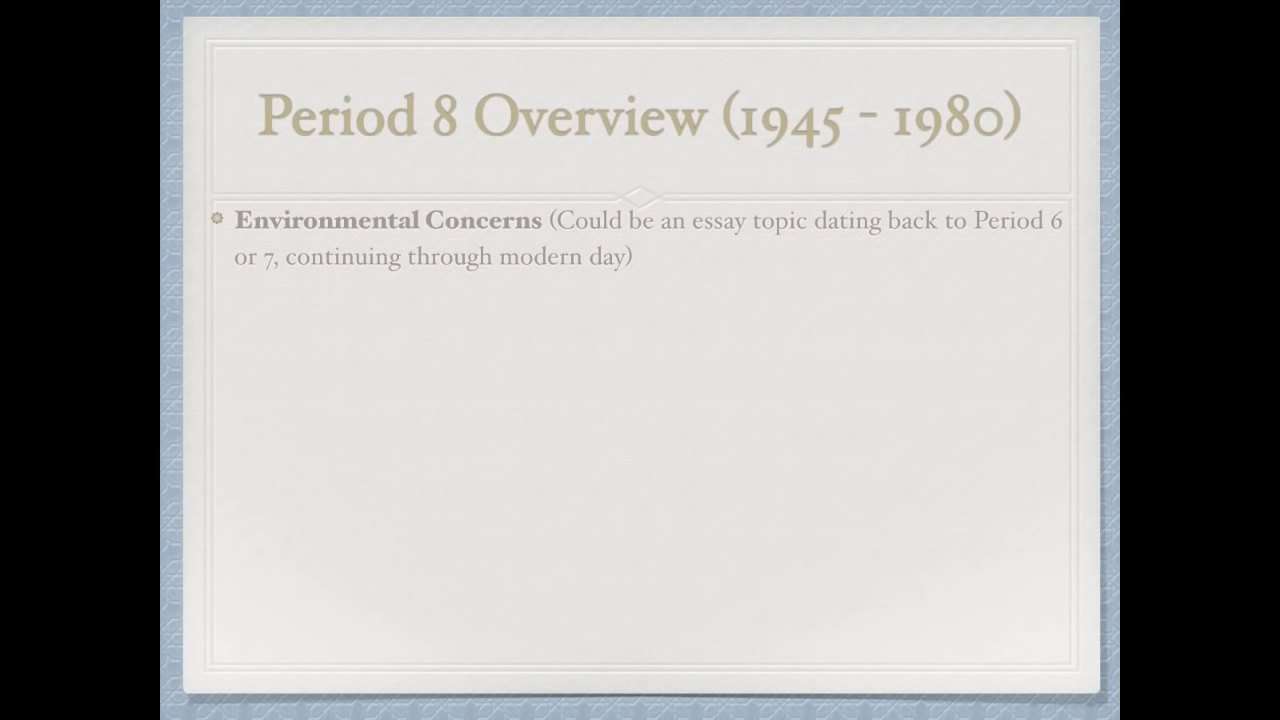 Period 8 Overview (1945 - 1980)
Environmental Concerns (Could be an essay topic dating back to Period 6
or 7, continuing through modern day)